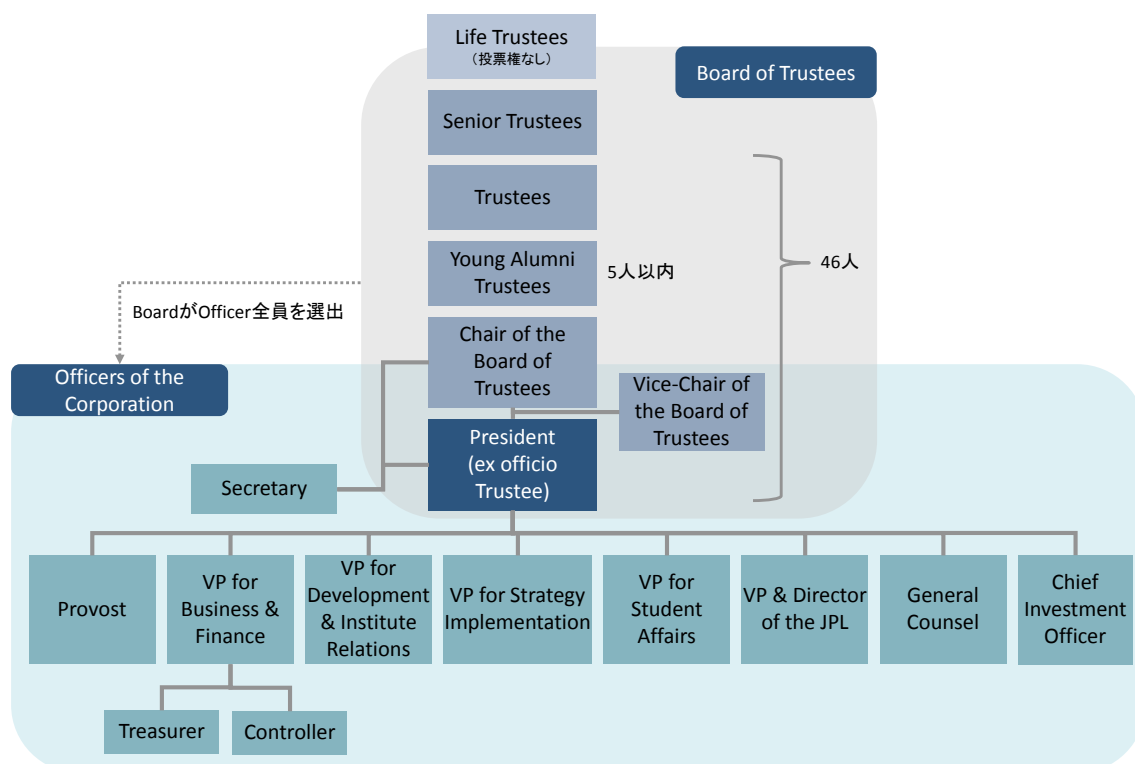 Life Trustees
（投票権なし）
Board of Trustees
Senior Trustees
Trustees
Young Alumni
Trustees
5人以内
46人
BoardがOfficer全員を選出
Chair of the
Board of
Trustees
Officers of the
Corporation
Vice-Chair of
the Board of
Trustees
President
(ex officio
Trustee)
Secretary
Provost
VP for
Business &
Finance
VP for
Development
& Institute
Relations
VP for Strategy
Implementation
VP for
Student
Affairs
VP & Director
of the JPL
General
Counsel
Chief
Investment
Officer
Treasurer
Controller